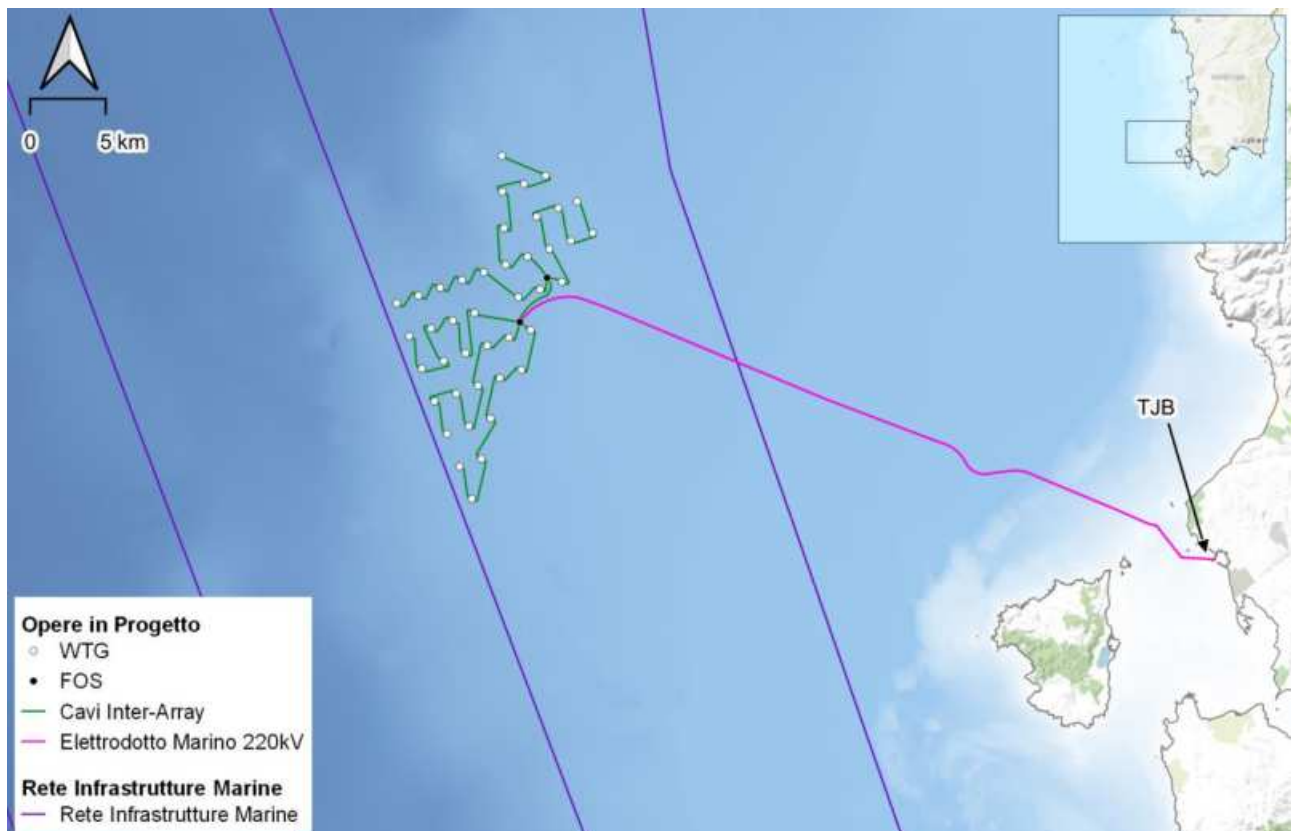 0 5 km
TJB
Opere in Progetto
WTG
FOS
Cavi Inter-Array
Elettrodotto Marino 220kV
Rete Infrastrutture Marine
Rete Infrastrutture Marine